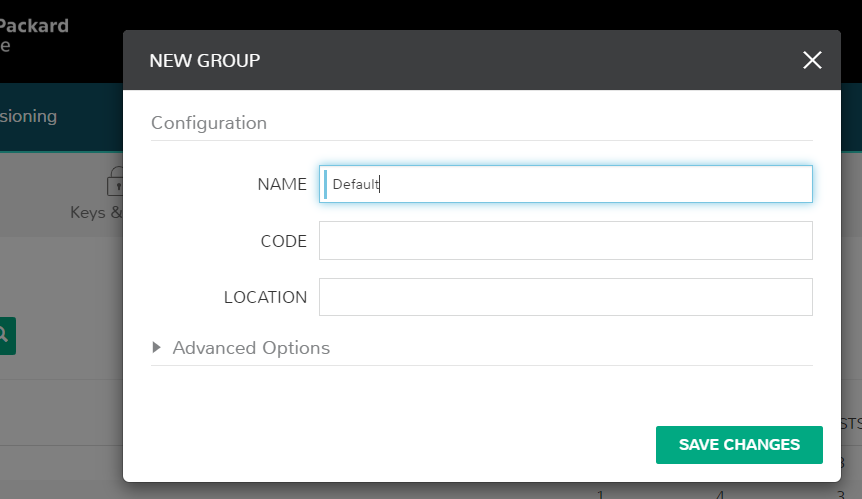 Packard
e
NEW GROUP
sioning
Configuration
NAME Default
Keys &
CODE
LOCATION
Advanced Options
STS
SAVE CHANGES
3
1 4 3